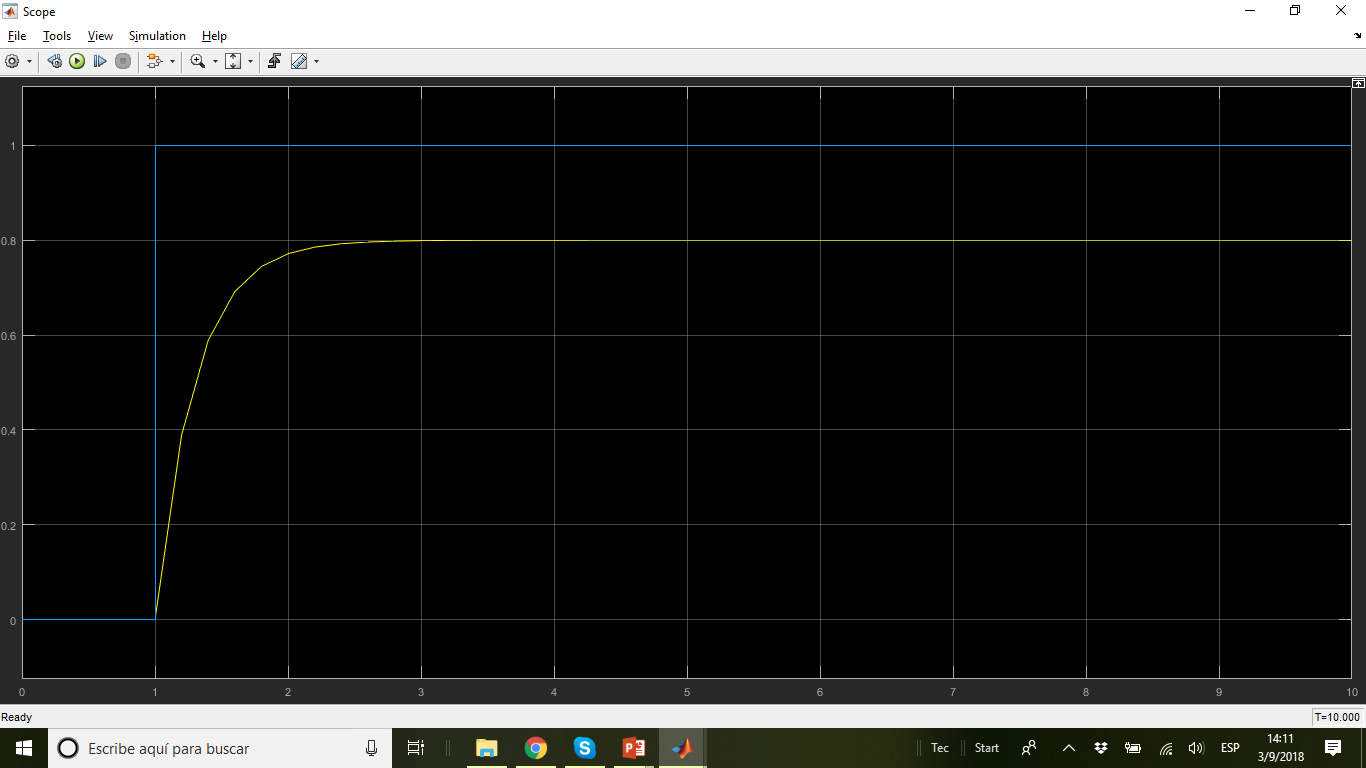 Scope
File Tools View Simulation Help
1
0.8
0.6
0.4
0.2
0
0 1 2 3 4 5 6 7 8 9 10
Ready T=10.000
Escribe aquí para buscar Tec Start ESP 14:11
3/9/2018